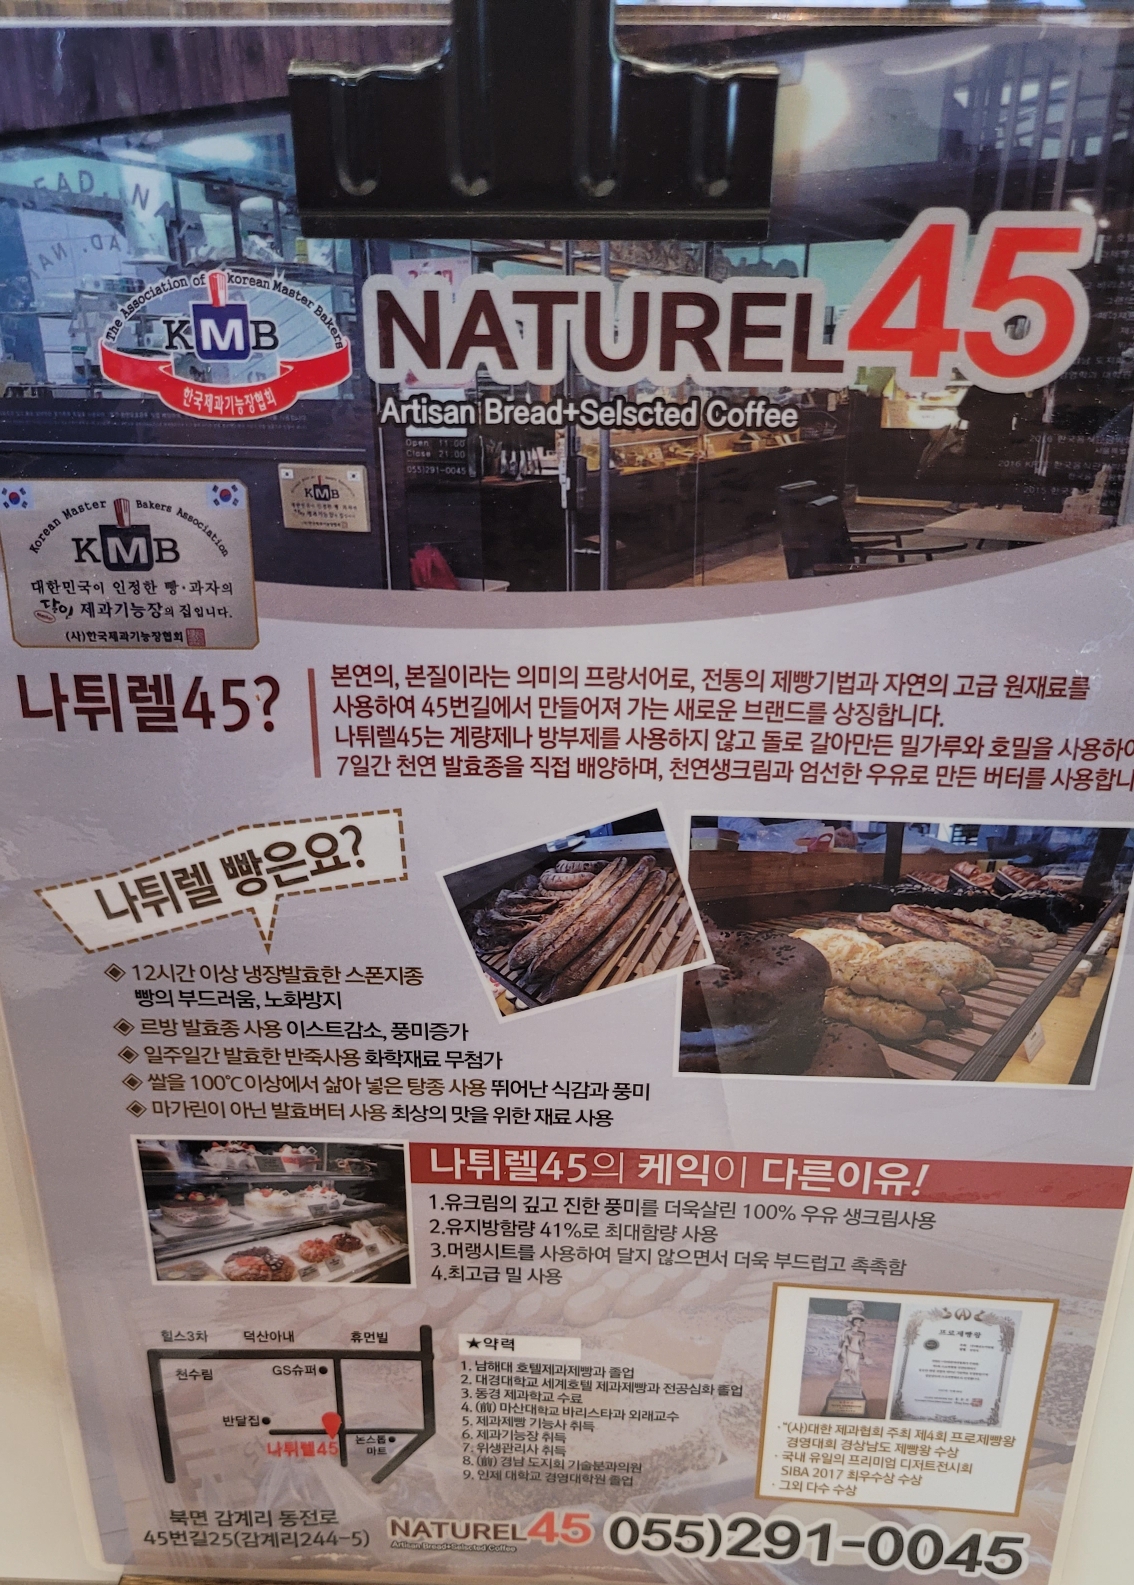 The Association of Korean Master Bakers
KMB
한국제과기능장협회
NATUREL45
Artisan Bread+Selscted Coffee
Open 11:00
Close 21:00
055)291-0045
KMB
Korean Master Bakers Association
KMB
대한민국이 인정한 빵·과자의
달인 제과기능장의 집입니다.
(사)한국제과기능장협회
나튀렐45?
본연의, 본질이라는 의미의 프랑서어로, 전통의 제빵기법과 자연의 고급 원재료를
사용하여 45번길에서 만들어져 가는 새로운 브랜드를 상징합니다.
나튀렐45는 계량제나 방부제를 사용하지 않고 돌로 갈아만든 밀가루와 호밀을 사용하여
7일간 천연 발효종을 직접 배양하며, 천연생크림과 엄선한 우유로 만든 버터를 사용합니
나튀렐 빵은요?
◈ 12시간 이상 냉장발효한 스폰지종
빵의 부드러움, 노화방지
◈ 르방 발효종 사용 이스트감소, 풍미증가
◈ 일주일간 발효한 반죽사용 화학재료 무첨가
◈ 쌀을 100℃이상에서 삶아 넣은 탕종 사용 뛰어난 식감과 풍미
◈ 마가린이 아닌 발효버터 사용 최상의 맛을 위한 재료 사용
나튀렐45의 케익이 다른이유!
1.유크림의 깊고 진한 풍미를 더욱살린 100% 우유 생크림사용
2.유지방함량 41%로 최대함량 사용
3.머랭시트를 사용하여 달지 않으면서 더욱 부드럽고 촉촉함
4.최고급 밀 사용
힐스3차 덕산아내 휴먼빌
천수림 GS슈퍼
반달집
나튀렐45
논스톱
마트
★약력
1. 남해대 호텔제과제빵과 졸업
2. 대경대학교 세계호텔 제과제빵과 전공심화 졸업
3. 동경 제과학교 수료
4. (前) 마산대학교 바리스타과 외래교수
5. 제과제빵 기능사 취득
6. 제과기능장 취득
7. 위생관리사 취득
8. (前) 경남 도지회 기술분과의원
9. 인제 대학교 경영대학원 졸업
프로제빵왕
·"(사)대한 제과협회 주최 제4회 프로제빵왕
경영대회 경상남도 제빵왕 수상
· 국내 유일의 프리미엄 디저트전시회
SIBA 2017 최우수상 수상
· 그외 다수 수상
북면 감계리 동전로
45번길25(감계리244-5)
NATUREL45
Artisan Bread+Selscted Coffee
055)291-0045